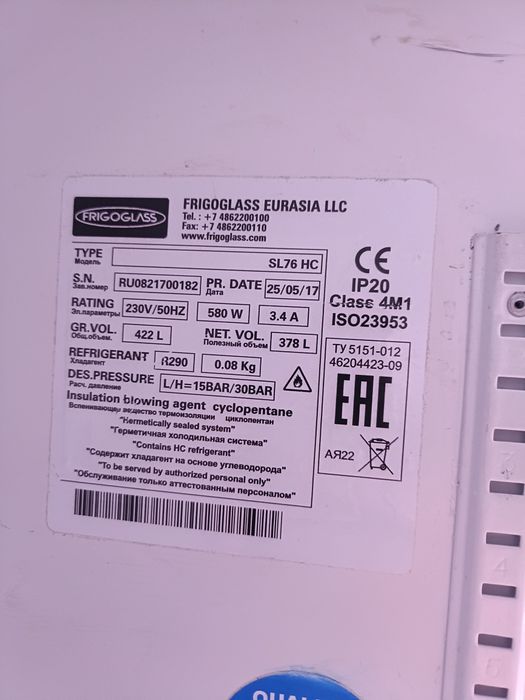 FRIGOGLASS
FRIGOGLASS EURASIA LLC
Tel. : +7 4862200100
Fax: +7 4862200110
www.frigoglass.com
TYPE SL76 HC
Модель
S.N. RU0821700182 PR. DATE 25/05/17
Зав.номер Дата
RATING 230V/50HZ 580 W 3.4 A
Эл.параметры
GR.VOL. 422 L NET. VOL. 378 L
Общ.объем. Полезный объем
REFRIGERANT R290 0.08 Kg
Хладагент
DES.PRESSURE L/H=15BAR/30BAR
Расч. давление
Insulation blowing agent cyclopentane
Вспенивающее вещество термоизоляции циклопентан
"Hermetically sealed system"
"Герметичная холодильная система"
"Contains HC refrigerant"
"Содержит хладагент на основе углеводорода"
"To be served by authorized personal only"
"Обслуживание только аттестованным персоналом"
CE
IP20
Class 4M1
ISO23953
ТУ 5151-012
46204423-09
EAC
АЯ22
4
5